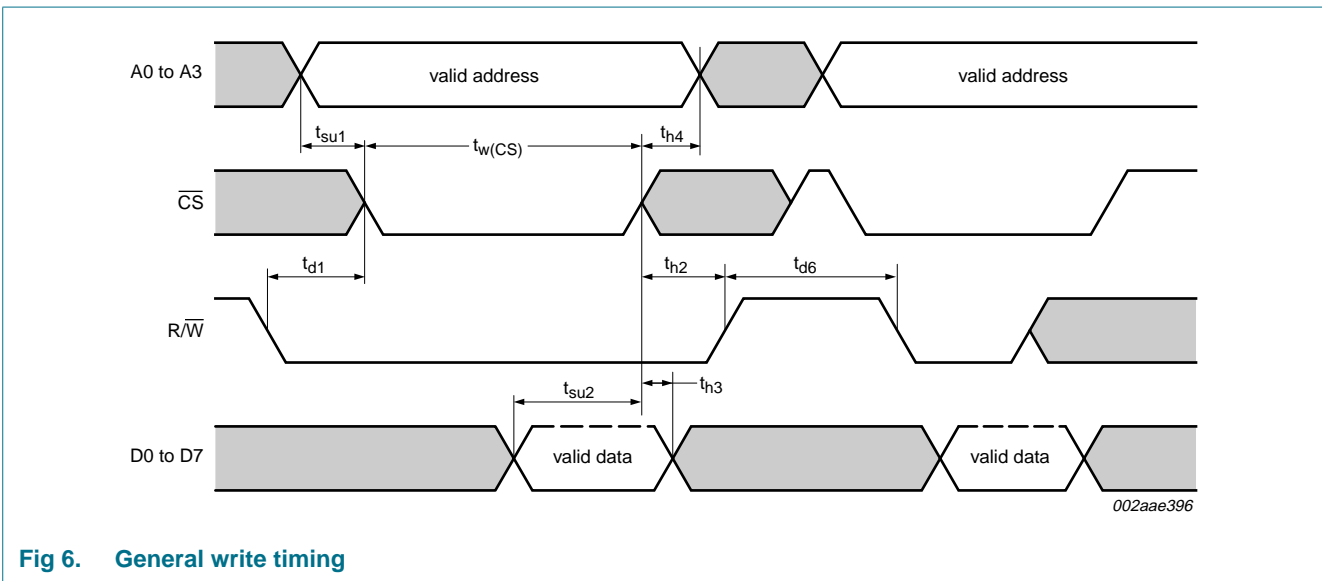 A0 to A3
valid address
valid address
tsu1
tw(CS)
th4
CS
td1
th2
td6
R/W
tsu2
th3
D0 to D7
valid data
valid data
002aae396
Fig 6. General write timing